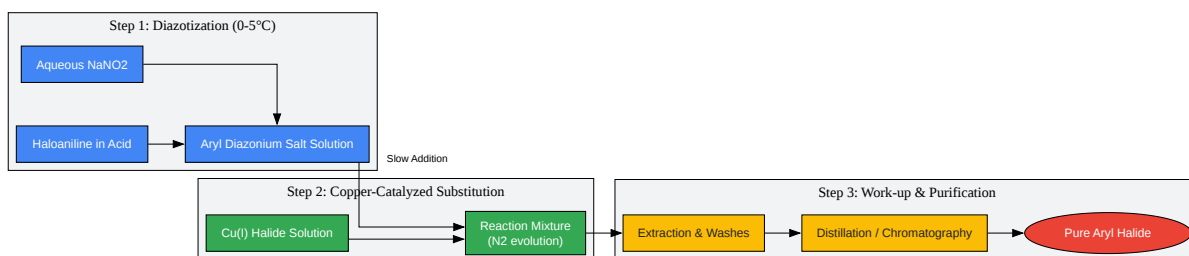 Step 1: Diazotization (0-5°C)
Aqueous NaNO2
Haloaniline in Acid
Aryl Diazonium Salt Solution
Slow Addition
Step 2: Copper-Catalyzed Substitution
Cu(I) Halide Solution
Reaction Mixture
(N2 evolution)
Step 3: Work-up & Purification
Extraction & Washes
Distillation / Chromatography
Pure Aryl Halide